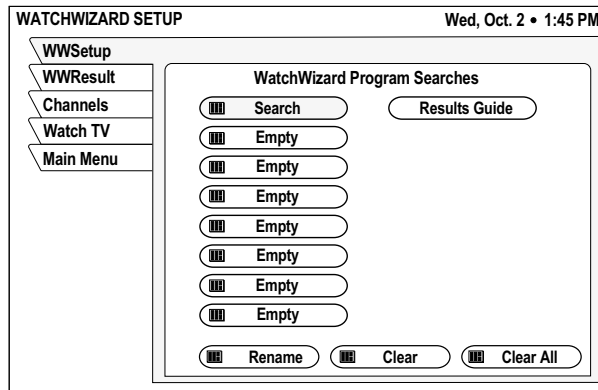 WATCHWIZARD SETUP
Wed, Oct. 2 • 1:45 PM
WWSetup
WWResult
Channels
Watch TV
Main Menu
WatchWizard Program Searches
Search
Results Guide
Empty
Empty
Empty
Empty
Empty
Empty
Empty
Rename
Clear
Clear All